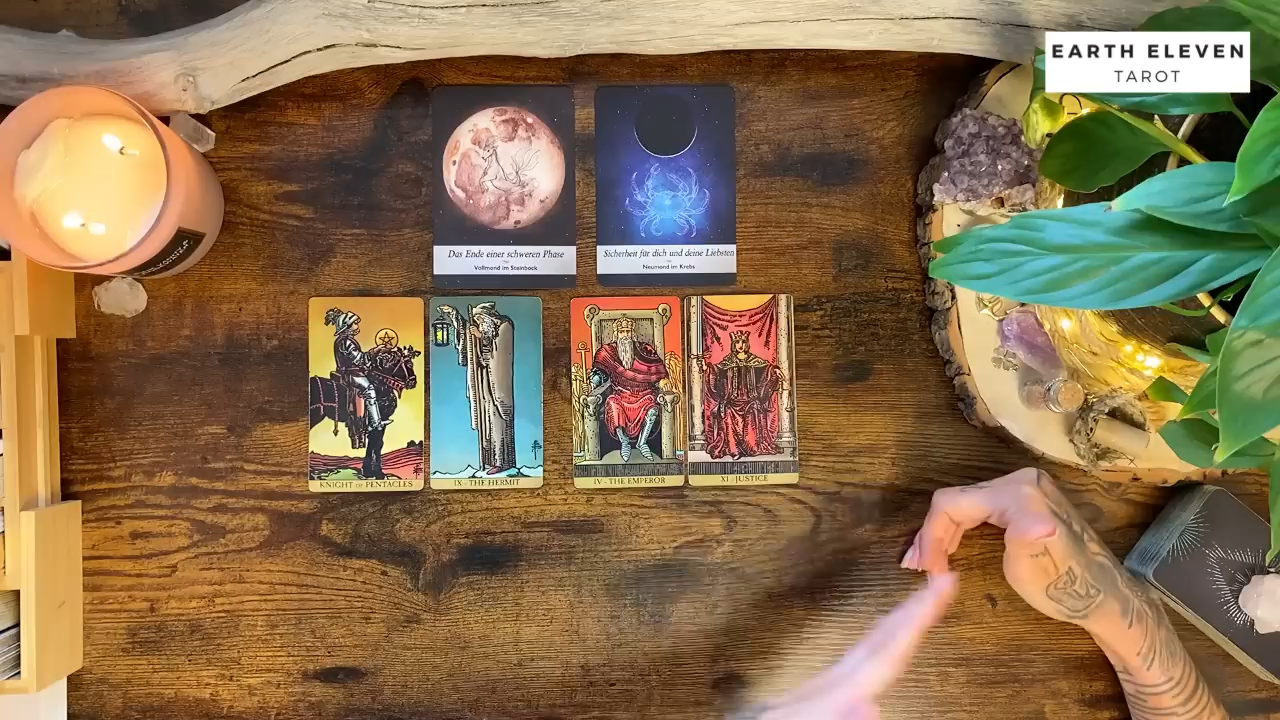 EARTH ELEVEN
TAROT
Das Ende einer schweren Phase
Vollmond im Steinbock
Sicherheit für dich und deine Liebsten
Neumond im Krebs
KNIGHT OF PENTACLES
IX - THE HERMIT
IV - THE EMPEROR
XI - JUSTICE